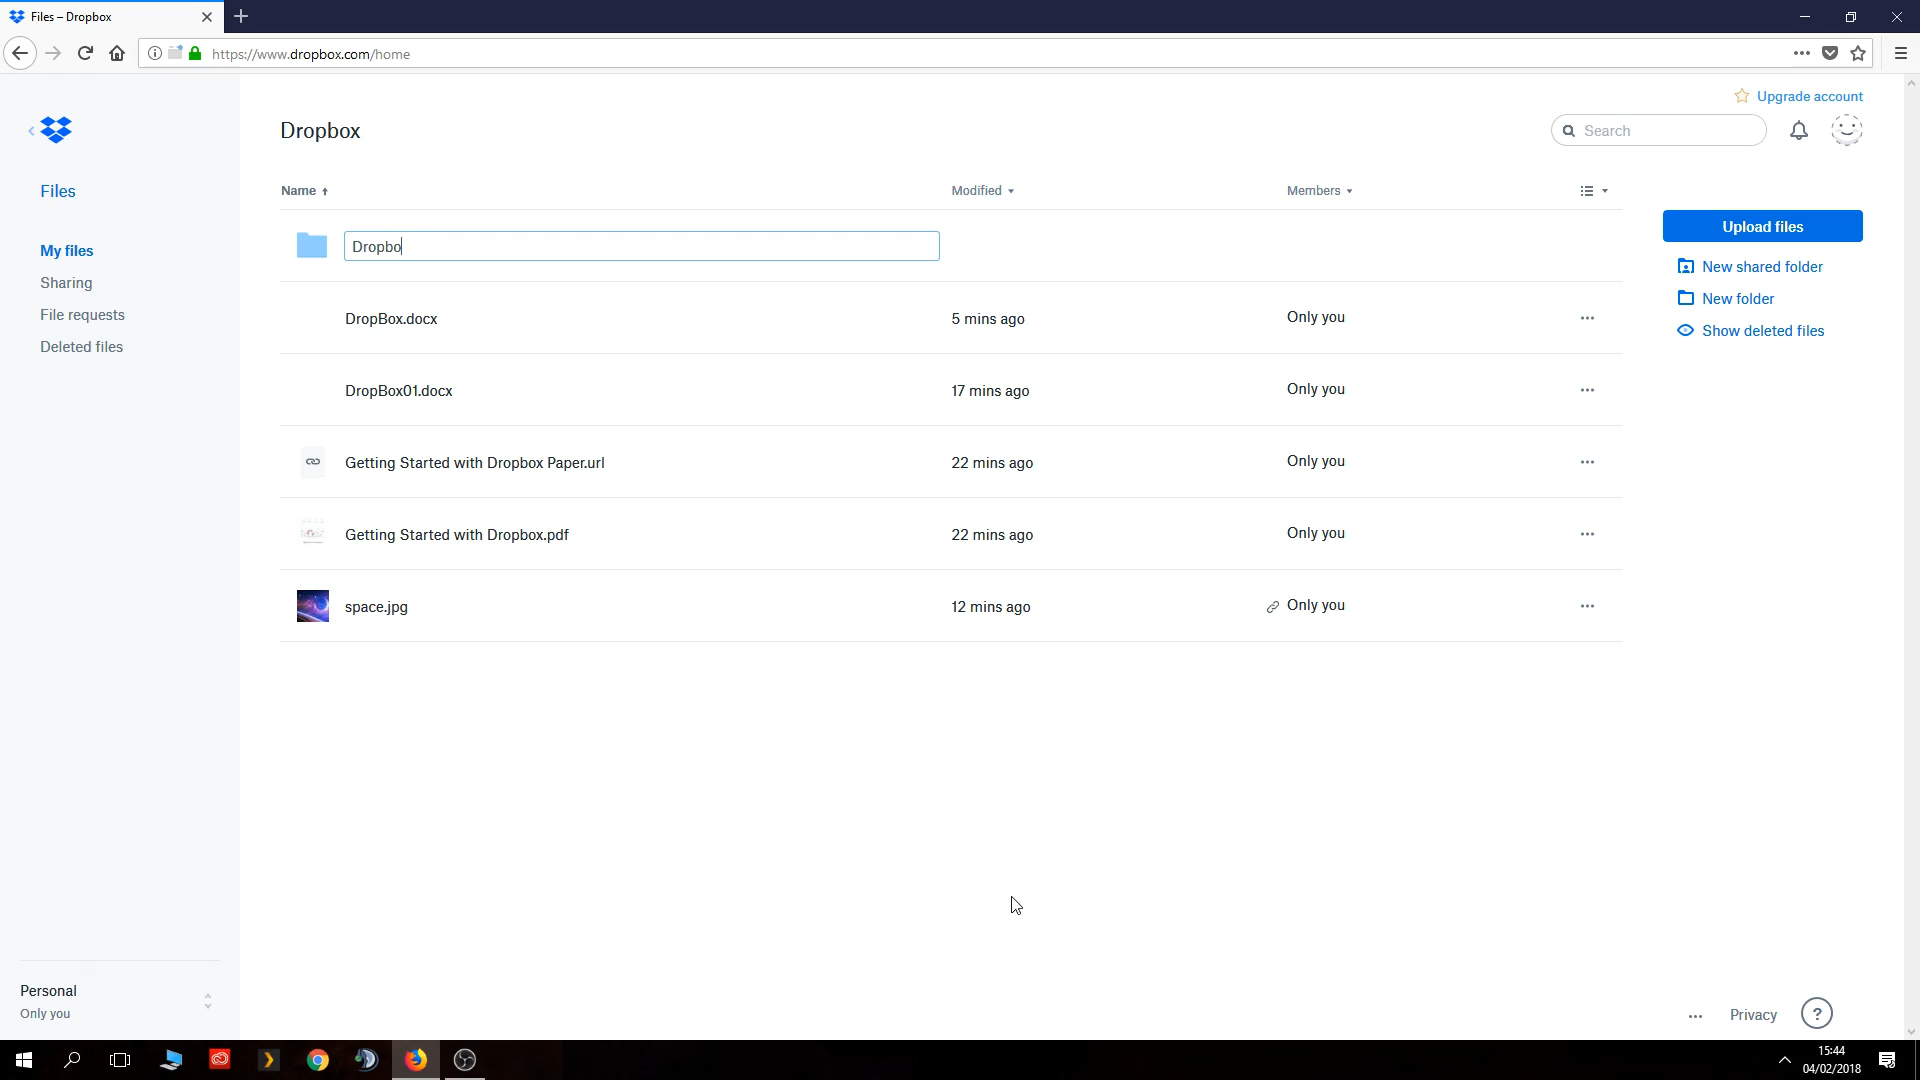 Files – Dropbox
https://www.dropbox.com/home
Upgrade account
Dropbox
Search
Files
Name Modified Members
Dropbo
Upload files
My files
New shared folder
Sharing
New folder
File requests
DropBox.docx 5 mins ago Only you
Show deleted files
Deleted files
DropBox01.docx 17 mins ago Only you
Getting Started with Dropbox Paper.url 22 mins ago Only you
Getting Started with Dropbox.pdf 22 mins ago Only you
space.jpg 12 mins ago Only you
Personal
Only you
Privacy ?
15:44
04/02/2018